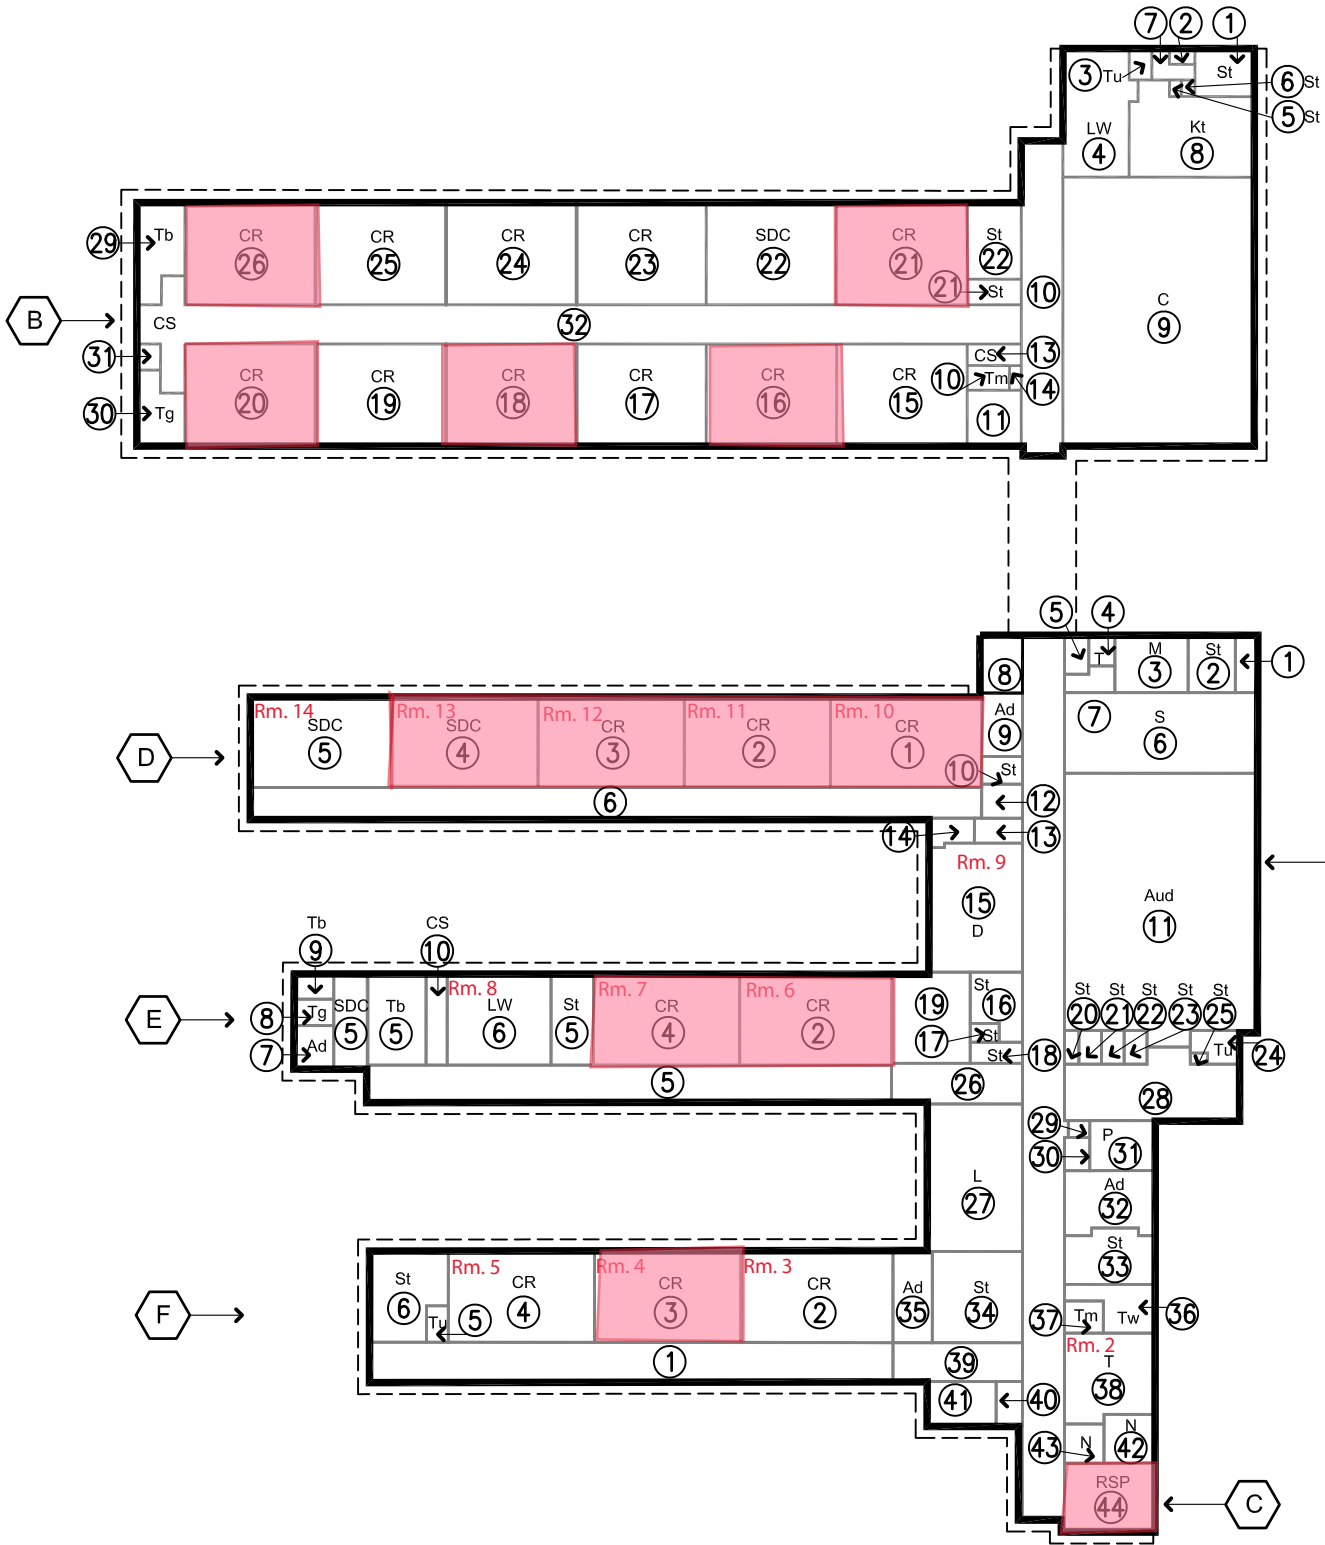 7 2 1
3 Tu St 6 St
5 St
LW Kt
4 8
29 Tb CR CR CR CR SDC CR St
26 25 24 23 22 21 22
21 St 10
B CS 32 C
9
31 CS 13
CR CR CR CR CR CR 10 Tm 14
30 Tg 20 19 18 17 16 15 11
5 4
8 T M St 1
3 2
Rm. 14 Rm. 13 Rm. 12 Rm. 11 Rm. 10 Ad 7 S
SDC SDC CR CR CR 9 6
D 5 4 3 2 1 10 St
6 12
14 13
Rm. 9
15 Aud
D 11
Tb CS
9 10
Rm. 8 Rm. 7 Rm. 6 St St St St St St
SDC Tb LW St CR CR 19 16 20 21 22 23 25
E 8 Tg 5 5 6 5 4 2 17 St
7 Ad St 18 Tu 24
5 26 28
29 P
30 31
L Ad
27 32
St
33
Rm. 5 Rm. 4 Rm. 3
St CR CR CR Ad St
F 6 Tu 5 4 3 2 35 34 37 Tm Tw 36
Rm. 2
1 39 T
38
41 40
N
43 N 42
RSP
44 C